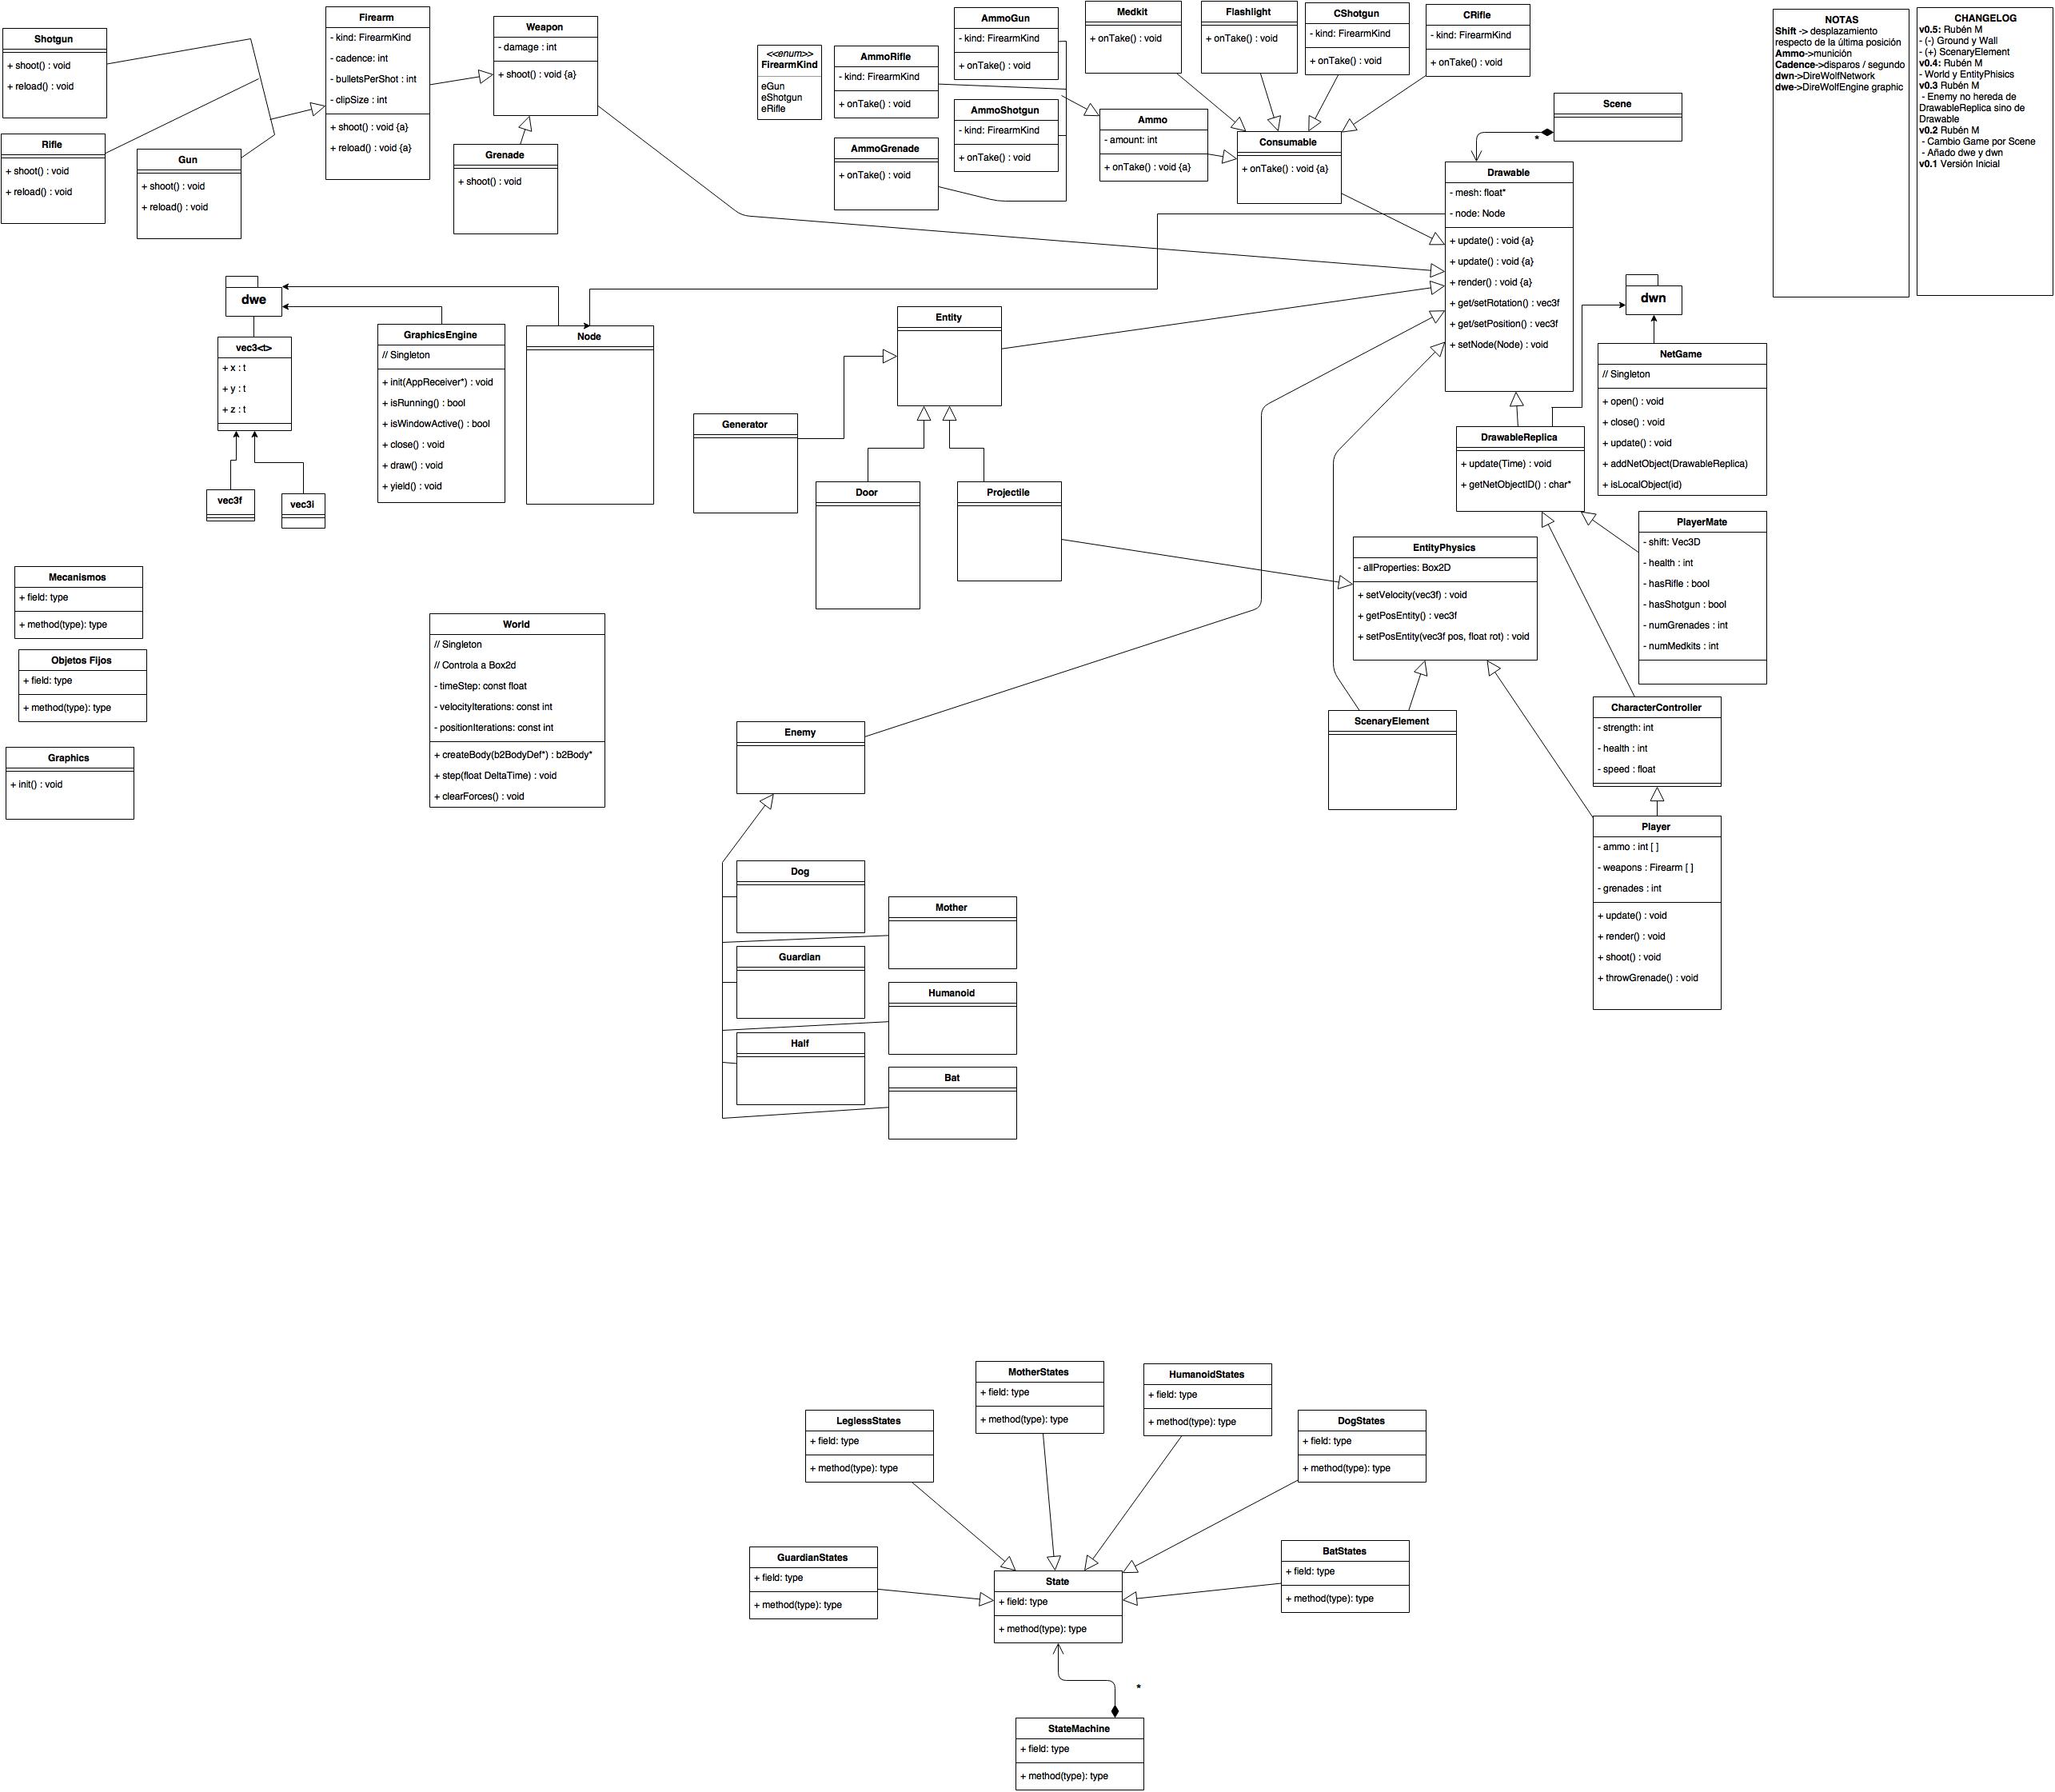 Shotgun
+ shoot() : void
+ reload() : void
Rifle
+ shoot() : void
+ reload() : void
Gun
+ shoot() : void
+ reload() : void
Firearm
- kind: FirearmKind
- cadence: int
- bulletsPerShot : int
- clipSize : int
+ shoot() : void {a}
+ reload() : void {a}
Weapon
- damage : int
+ shoot() : void {a}
Grenade
+ shoot() : void
<<enum>>
FirearmKind
eGun
eShotgun
eRifle
AmmoRifle
- kind: FirearmKind
+ onTake() : void
AmmoGrenade
+ onTake() : void
AmmoGun
- kind: FirearmKind
+ onTake() : void
AmmoShotgun
- kind: FirearmKind
+ onTake() : void
Ammo
- amount: int
+ onTake() : void {a}
Medkit
+ onTake() : void
Flashlight
+ onTake() : void
CShotgun
- kind: FirearmKind
+ onTake() : void
CRifle
- kind: FirearmKind
+ onTake() : void
Consumable
+ onTake() : void {a}
Scene
*
Drawable
- mesh: float*
- node: Node
+ update() : void {a}
+ update() : void {a}
+ render() : void {a}
+ get/setRotation() : vec3f
+ get/setPosition() : vec3f
+ setNode(Node) : void
NOTAS
Shift -> desplazamiento
respecto de la última posición
Ammo->munición
Cadence->disparos / segundo
dwn->DireWolfNetwork
dwe->DireWolfEngine graphic
CHANGELOG
v0.5: Rubén M
- (-) Ground y Wall
- (+) ScenaryElement
v0.4: Rubén M
- World y EntityPhisics
v0.3 Rubén M
- Enemy no hereda de
DrawableReplica sino de
Drawable
v0.2 Rubén M
- Cambio Game por Scene
- Añado dwe y dwn
v0.1 Versión Inicial
dwe
vec3<t>
+ x : t
+ y : t
+ z : t
vec3f
vec3i
GraphicsEngine
// Singleton
+ init(AppReceiver*) : void
+ isRunning() : bool
+ isWindowActive() : bool
+ close() : void
+ draw() : void
+ yield() : void
Node
Entity
Generator
Door
Projectile
dwn
NetGame
// Singleton
+ open() : void
+ close() : void
+ update() : void
+ addNetObject(DrawableReplica)
+ isLocalObject(id)
DrawableReplica
+ update(Time) : void
+ getNetObjectID() : char*
PlayerMate
- shift: Vec3D
- health : int
- hasRifle : bool
- hasShotgun : bool
- numGrenades : int
- numMedkits : int
EntityPhysics
- allProperties: Box2D
+ setVelocity(vec3f) : void
+ getPosEntity() : vec3f
+ setPosEntity(vec3f pos, float rot) : void
Mecanismos
+ field: type
+ method(type): type
Objetos Fijos
+ field: type
+ method(type): type
Graphics
+ init() : void
World
// Singleton
// Controla a Box2d
- timeStep: const float
- velocityIterations: const int
- positionIterations: const int
+ createBody(b2BodyDef*) : b2Body*
+ step(float DeltaTime) : void
+ clearForces() : void
Enemy
ScenaryElement
CharacterController
- strength: int
- health : int
- speed : float
Player
- ammo : int [ ]
- weapons : Firearm [ ]
- grenades : int
+ update() : void
+ render() : void
+ shoot() : void
+ throwGrenade() : void
Dog
Mother
Guardian
Humanoid
Half
Bat
MotherStates
+ field: type
+ method(type): type
HumanoidStates
+ field: type
+ method(type): type
LeglessStates
+ field: type
+ method(type): type
DogStates
+ field: type
+ method(type): type
GuardianStates
+ field: type
+ method(type): type
BatStates
+ field: type
+ method(type): type
State
+ field: type
+ method(type): type
*
StateMachine
+ field: type
+ method(type): type